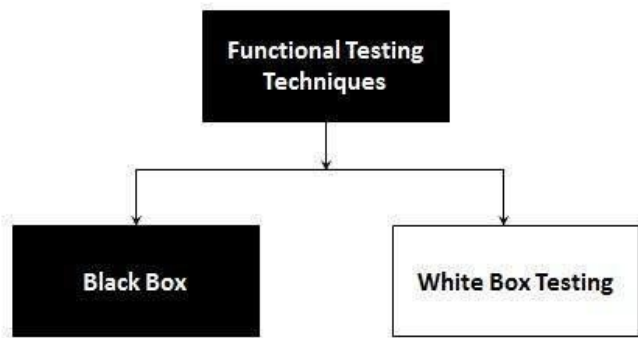 Functional Testing
Techniques
Black Box
White Box Testing